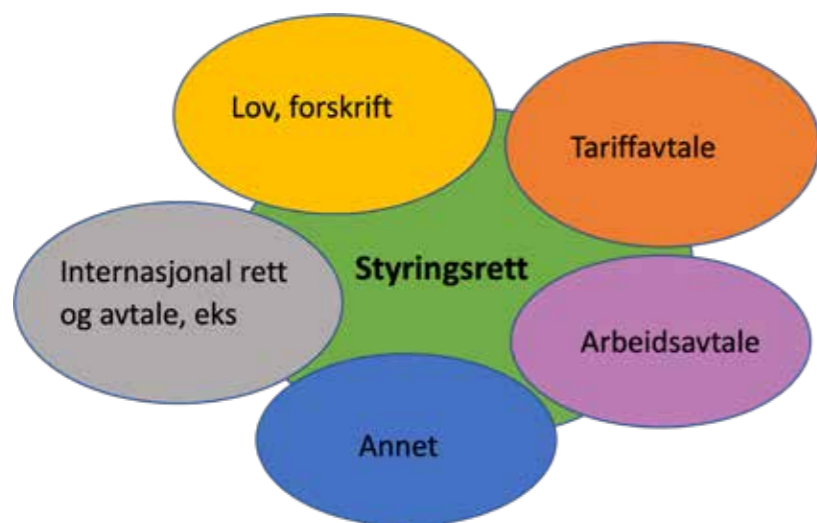 Lov, forskrift
Tariffavtale
Styringsrett
Internasjonal rett
og avtale, eks
Arbeidsavtale
Annet